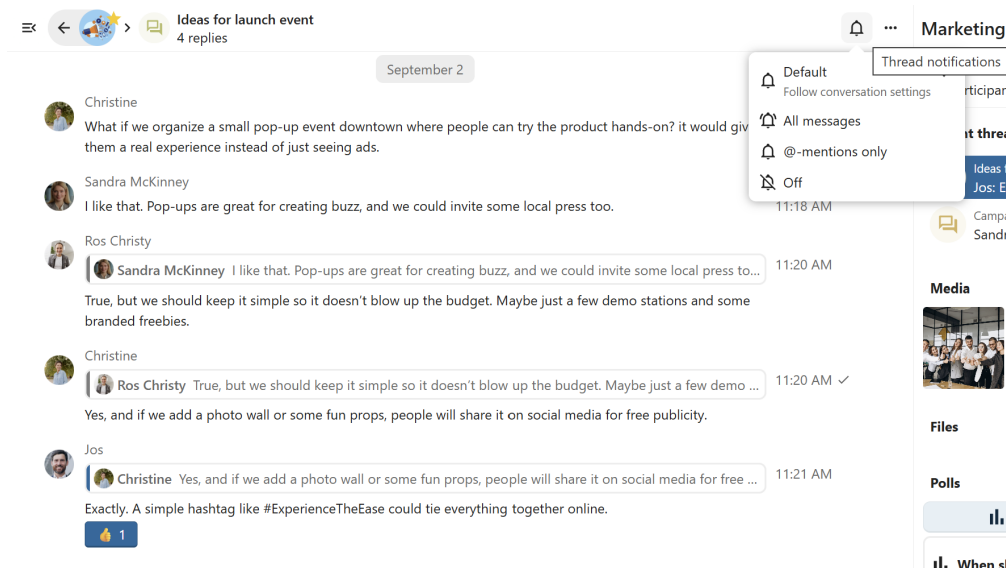 Ideas for launch event
4 replies
Marketing
Thread notifications
September 2
Default
Follow conversation settings
All messages
@-mentions only
Off
Christine
What if we organize a small pop-up event downtown where people can try the product hands-on? it would giv
them a real experience instead of just seeing ads.
Sandra McKinney
I like that. Pop-ups are great for creating buzz, and we could invite some local press too.
11:18 AM
Ros Christy
Sandra McKinney I like that. Pop-ups are great for creating buzz, and we could invite some local press to...
11:20 AM
True, but we should keep it simple so it doesn't blow up the budget. Maybe just a few demo stations and some
branded freebies.
Christine
Ros Christy True, but we should keep it simple so it doesn't blow up the budget. Maybe just a few demo ...
11:20 AM
Yes, and if we add a photo wall or some fun props, people will share it on social media for free publicity.
Jos
Christine Yes, and if we add a photo wall or some fun props, people will share it on social media for free ...
11:21 AM
Exactly. A simple hashtag like #ExperienceTheEase could tie everything together online.
👍 1
rticipan
t threa
Ideas f
Jos: E
Campa
Sandr
Media
Files
Polls
When s